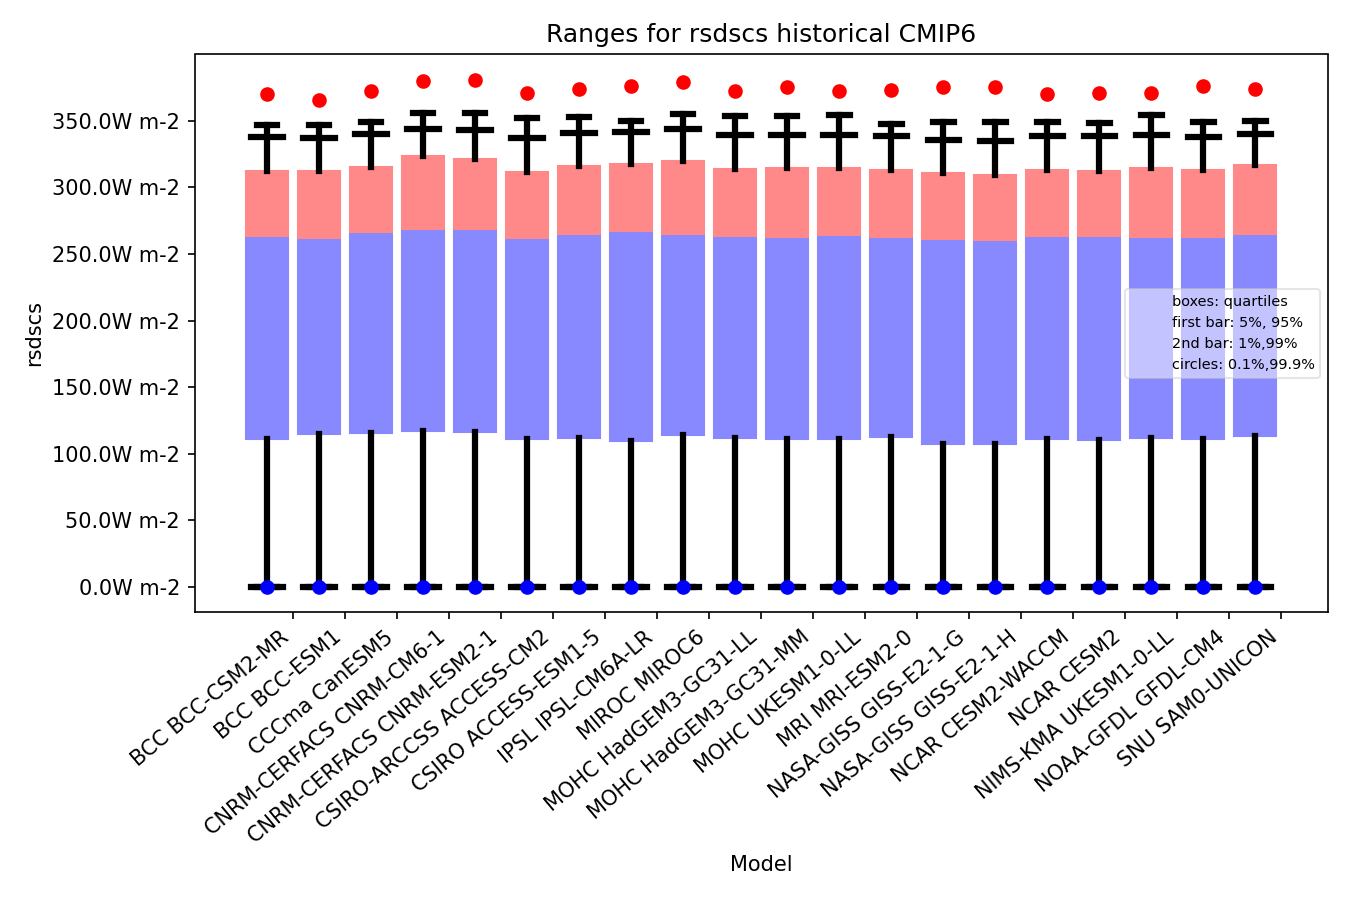 Ranges for rsdscs historical CMIP6
rsdscs
350.0W m-2
300.0W m-2
250.0W m-2
200.0W m-2
150.0W m-2
100.0W m-2
50.0W m-2
0.0W m-2
boxes: quartiles
first bar: 5%, 95%
2nd bar: 1%,99%
circles: 0.1%,99.9%
BCC BCC-CSM2-MR
BCC BCC-ESM1
CCCma CanESM5
CNRM-CERFACS CNRM-CM6-1
CNRM-CERFACS CNRM-ESM2-1
CSIRO-ARCCSS ACCESS-CM2
CSIRO ACCESS-ESM1-5
IPSL IPSL-CM6A-LR
MIROC MIROC6
MOHC HadGEM3-GC31-LL
MOHC HadGEM3-GC31-MM
MOHC UKESM1-0-LL
MRI MRI-ESM2-0
NASA-GISS GISS-E2-1-G
NASA-GISS GISS-E2-1-H
NCAR CESM2-WACCM
NCAR CESM2
NIMS-KMA UKESM1-0-LL
NOAA-GFDL GFDL-CM4
SNU SAM0-UNICON
Model